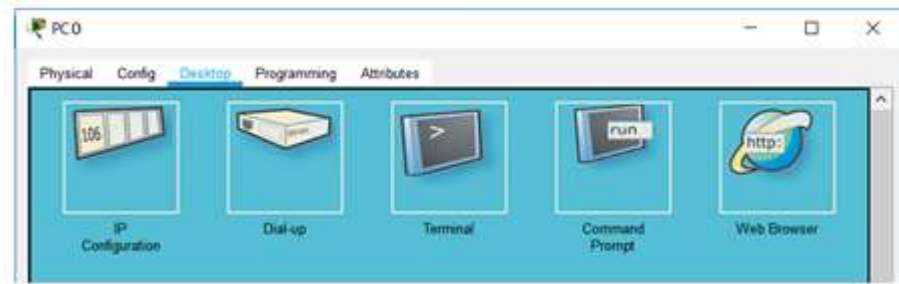 PC0
Physical Config Desktop Programming Attributes
106
>
run
http:
IP
Configuration
Dial-up
Terminal
Command
Prompt
Web Browser